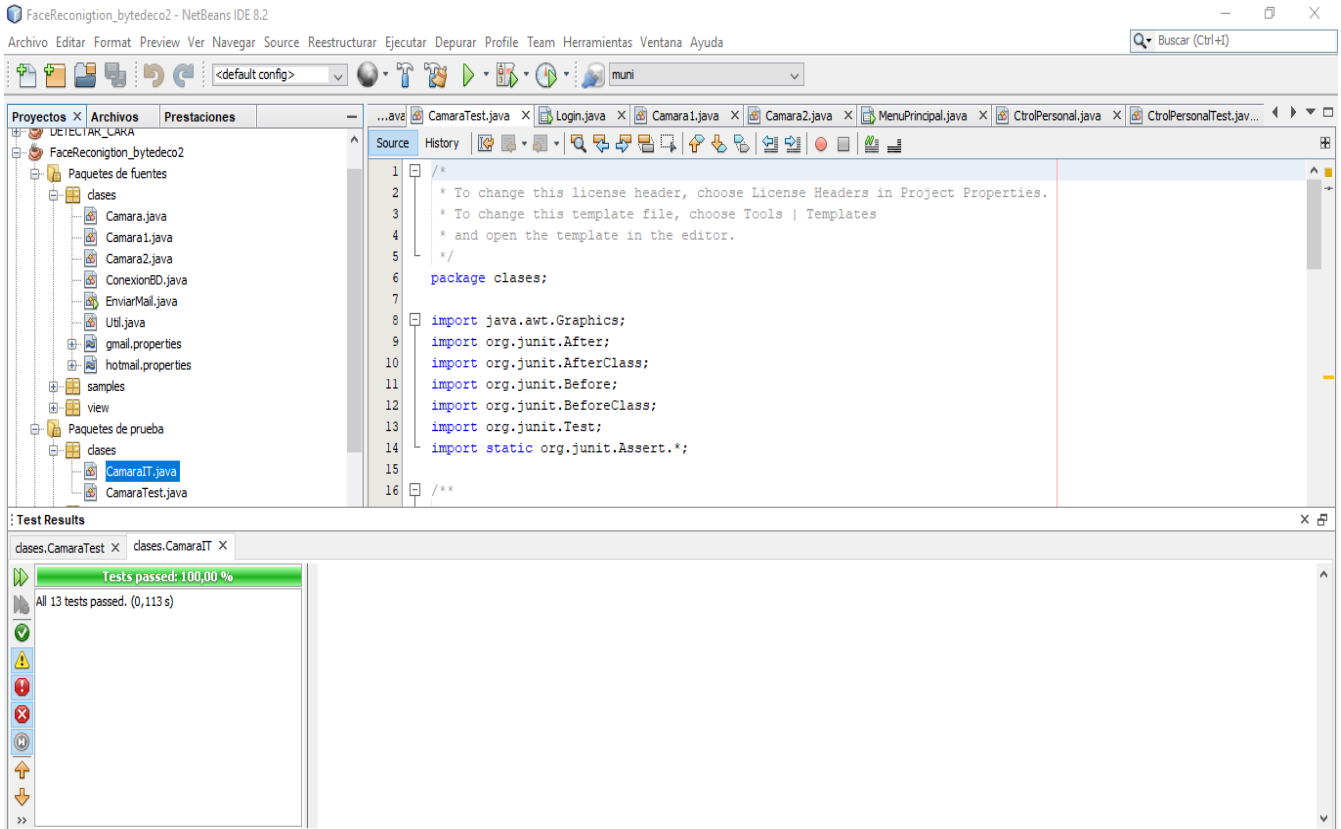 FaceReconigtion_bytedeco2 - NetBeans IDE 8.2
Archivo Editar Format Preview Ver Navegar Source Reestructurar Ejecutar Depurar Profile Team Herramientas Ventana Ayuda
Buscar (Ctrl+I)
<default config>
muni
Proyectos Archivos Prestaciones
DETECTAR_CARA
FaceReconigtion_bytedeco2
Paquetes de fuentes
clases
Camara.java
Camara1.java
Camara2.java
ConexionBD.java
EnviarMail.java
Util.java
gmail.properties
hotmail.properties
samples
view
Paquetes de prueba
clases
CamaraIT.java
CamaraTest.java
...ava CamaraTest.java Login.java Camara1.java Camara2.java MenuPrincipal.java CtrolPersonal.java CtrolPersonalTest.jav...
Source History
1 /*
2 * To change this license header, choose License Headers in Project Properties.
3 * To change this template file, choose Tools | Templates
4 * and open the template in the editor.
5 */
6 package clases;
7
8 import java.awt.Graphics;
9 import org.junit.After;
10 import org.junit.AfterClass;
11 import org.junit.Before;
12 import org.junit.BeforeClass;
13 import org.junit.Test;
14 import static org.junit.Assert.*;
15
16 /**
Test Results
clases.CamaraTest clases.CamaraIT
Tests passed: 100,00 %
All 13 tests passed. (0,113 s)